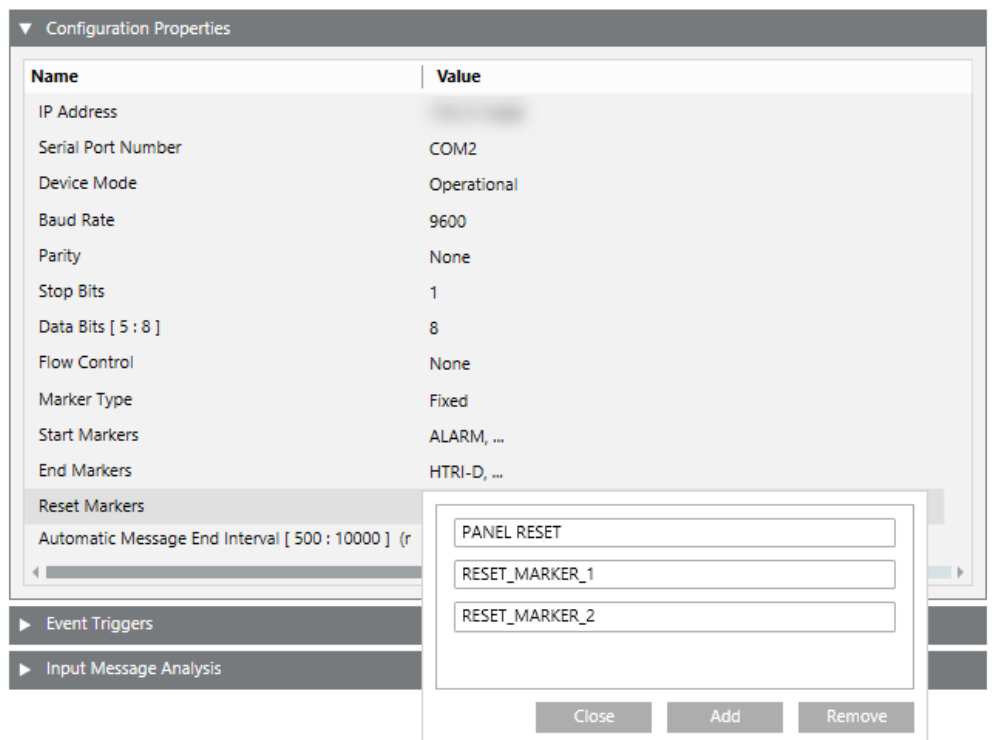 Configuration Properties
Name Value
IP Address
Serial Port Number COM2
Device Mode Operational
Baud Rate 9600
Parity None
Stop Bits 1
Data Bits [ 5 : 8 ] 8
Flow Control None
Marker Type Fixed
Start Markers ALARM, ...
End Markers HTRI-D, ...
Reset Markers
Automatic Message End Interval [ 500 : 10000 ] (r
PANEL RESET
RESET_MARKER_1
RESET_MARKER_2
Event Triggers
Input Message Analysis
Close Add Remove